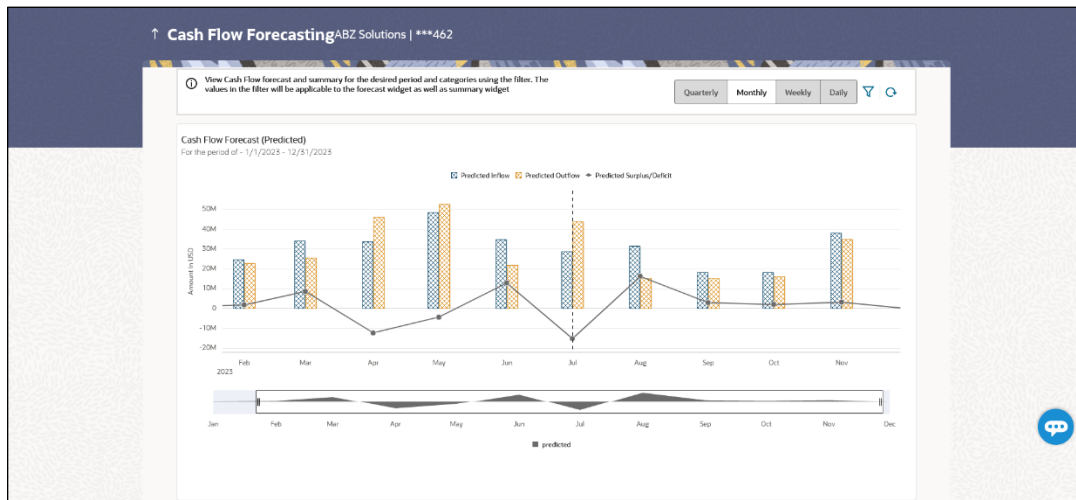 ↑ Cash Flow Forecasting ABZ Solutions | ***462
View Cash Flow forecast and summary for the desired period and categories using the filter. The
values in the filter will be applicable to the forecast widget as well as summary widget
Quarterly Monthly Weekly Daily
Cash Flow Forecast (Predicted)
For the period of - 1/1/2023 - 12/31/2023
Predicted Inflow Predicted Outflow Predicted Surplus/Deficit
Amount in USD
50M
40M
30M
20M
10M
0
-10M
-20M
Feb Mar Apr May Jun Jul Aug Sep Oct Nov
2023
Jan Feb Mar Apr May Jun Jul Aug Sep Oct Nov Dec
predicted